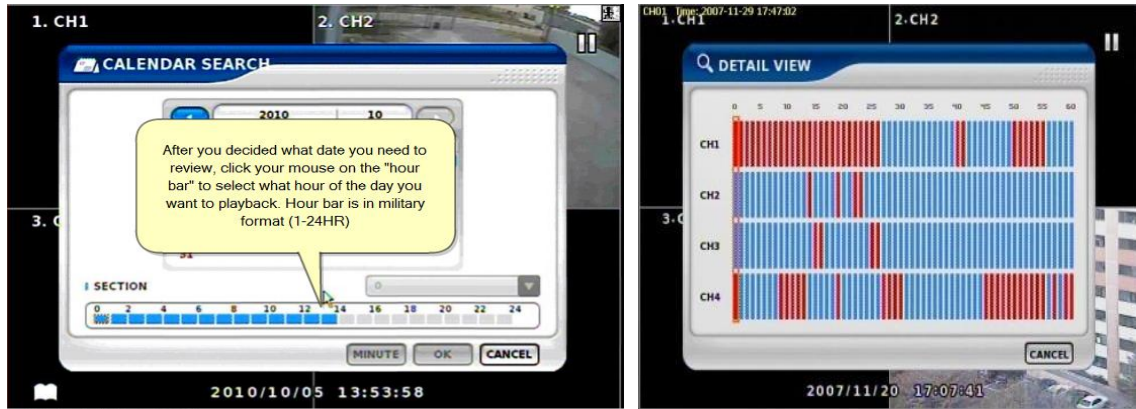 1. CH1
2. CH2
CALENDAR SEARCH
2010 10
After you decided what date you need to
review, click your mouse on the "hour
bar" to select what hour of the day you
want to playback. Hour bar is in military
format (1-24HR)
31
3. C
SECTION
0
0 2 4 6 8 10 12 14 16 18 20 22 24
MINUTE OK CANCEL
2010/10/05 13:53:58
CH01 Time: 2007-11-29 17:47:02
1.CH1
2.CH2
DETAIL VIEW
0 5 10 15 20 25 30 35 40 45 50 55 60
CH1
CH2
3.C
CH3
CH4
CANCEL
2007/11/20 17:07:41